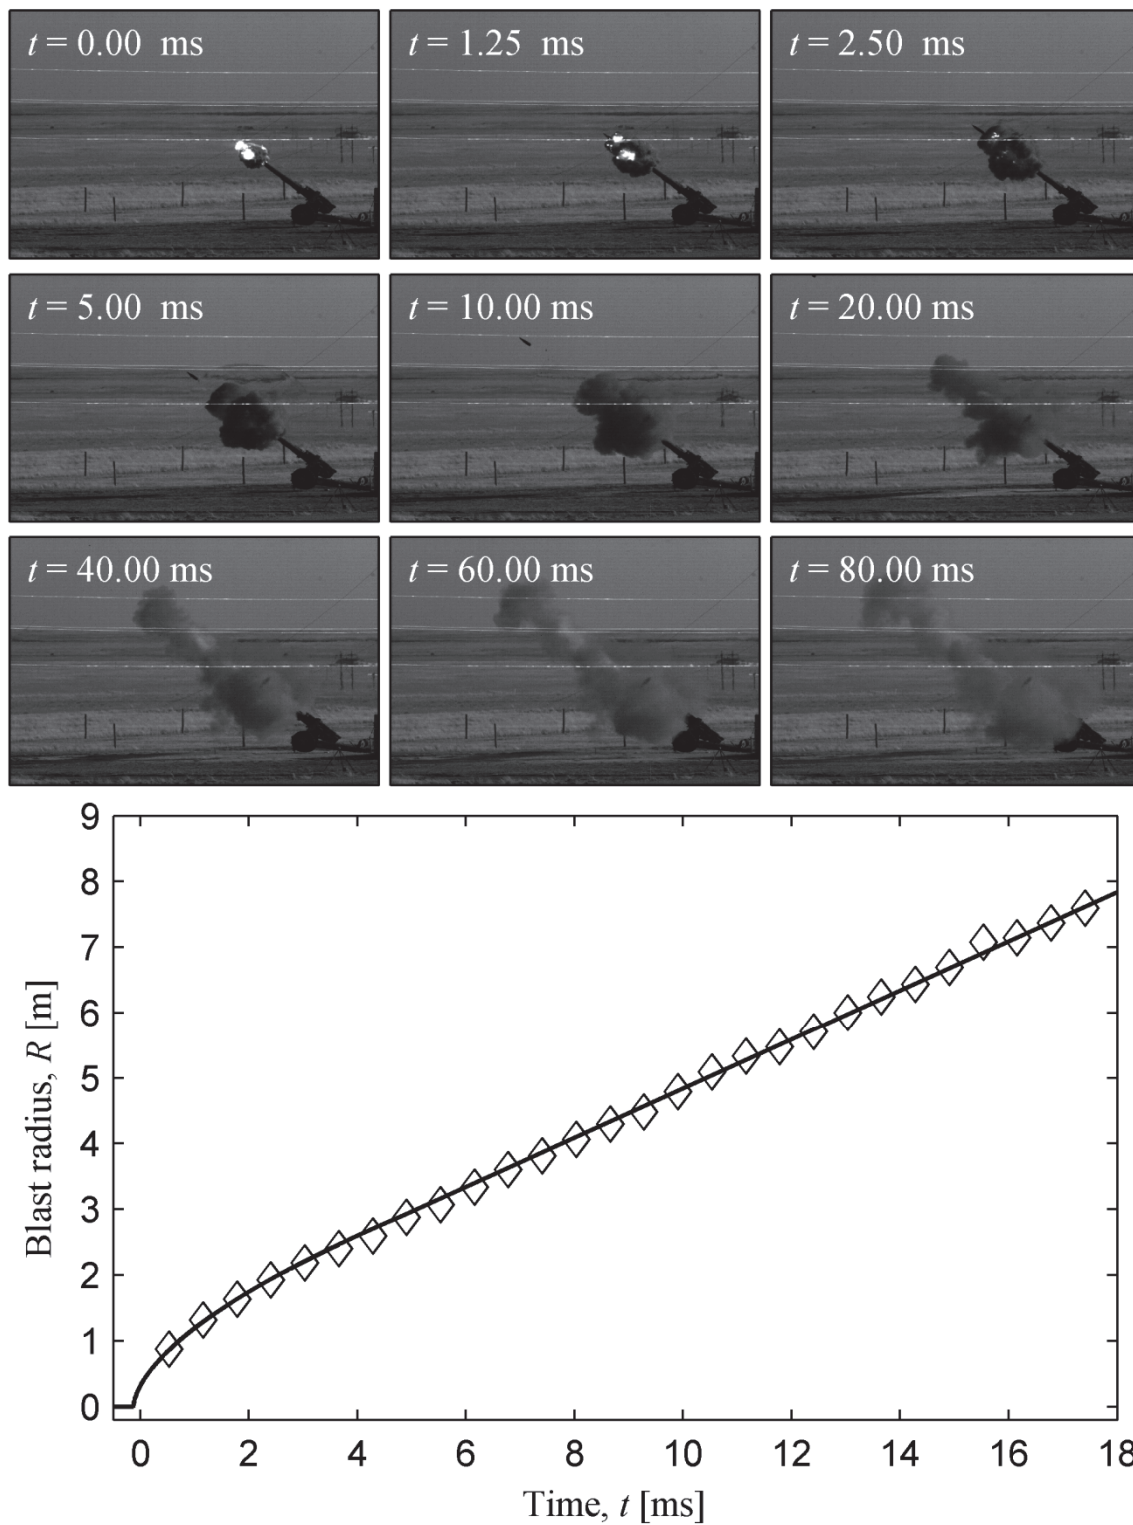 t = 0.00 ms
t = 1.25 ms
t = 2.50 ms
t = 5.00 ms
t = 10.00 ms
t = 20.00 ms
t = 40.00 ms
t = 60.00 ms
t = 80.00 ms
9
8
7
6
5
4
3
2
1
0
Blast radius, R [m]
0 2 4 6 8 10 12 14 16 18
Time, t [ms]